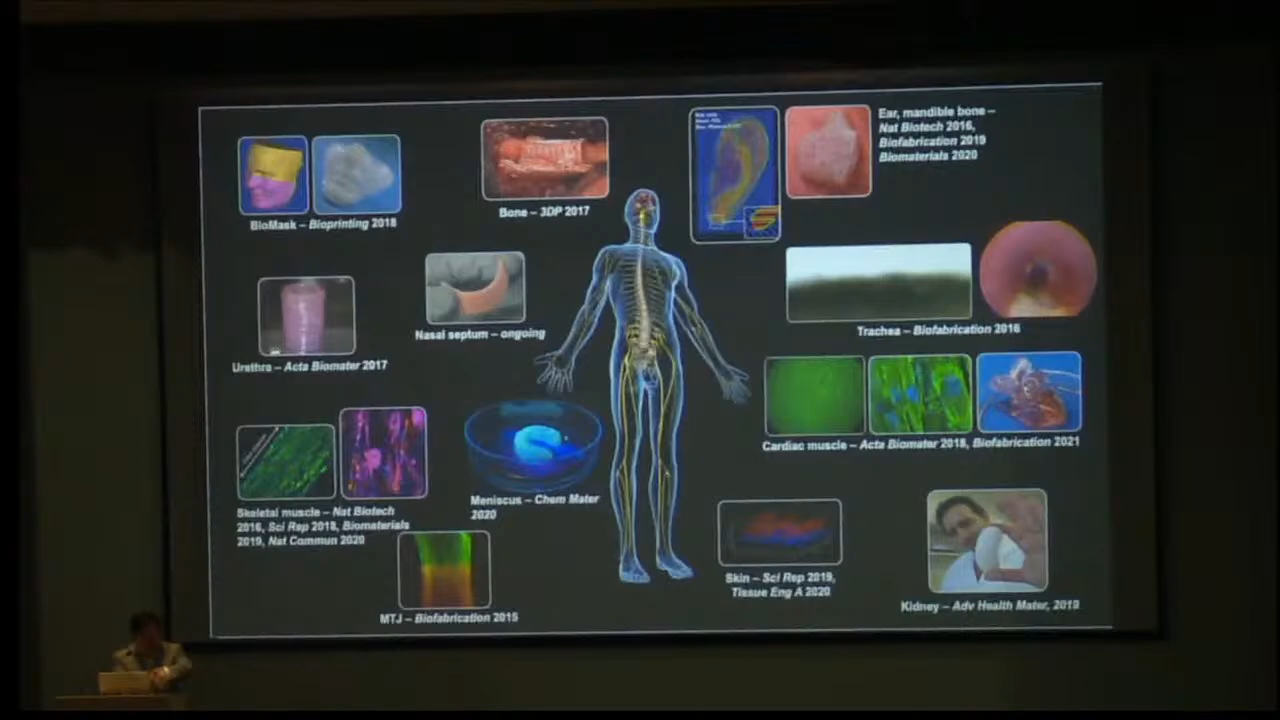 Ear, mandible bone –
Nat Biotech 2016,
Biofabrication 2019
Biomaterials 2020
BioMask – Bioprinting 2018
Bone – 3DP 2017
Nasal septum – ongoing
Trachea – Biofabrication 2016
Urethra – Acta Biomater 2017
Cardiac muscle – Acta Biomater 2018, Biofabrication 2021
Meniscus – Chem Mater
2020
Skeletal muscle – Nat Biotech
2016, Sci Rep 2018, Biomaterials
2019, Nat Commun 2020
Skin – Sci Rep 2019,
Tissue Eng A 2020
Kidney – Adv Health Mater, 2019
MTJ – Biofabrication 2015